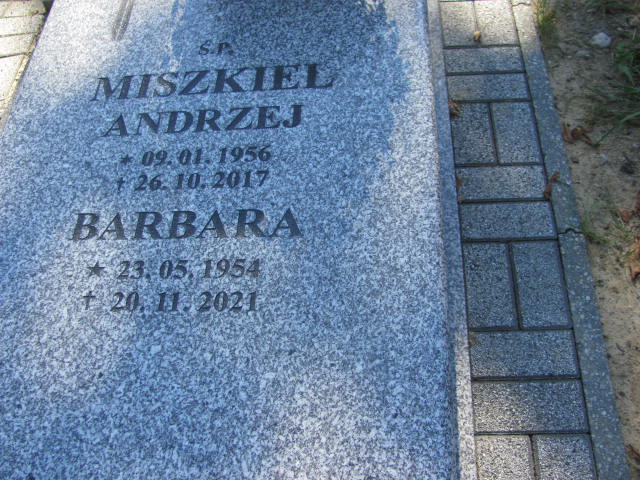 Ś.P.
MISZKIEL
ANDRZEJ
★ 09.01.1956
† 26.10.2017
BARBARA
★ 23.05.1954
† 20.11.2021